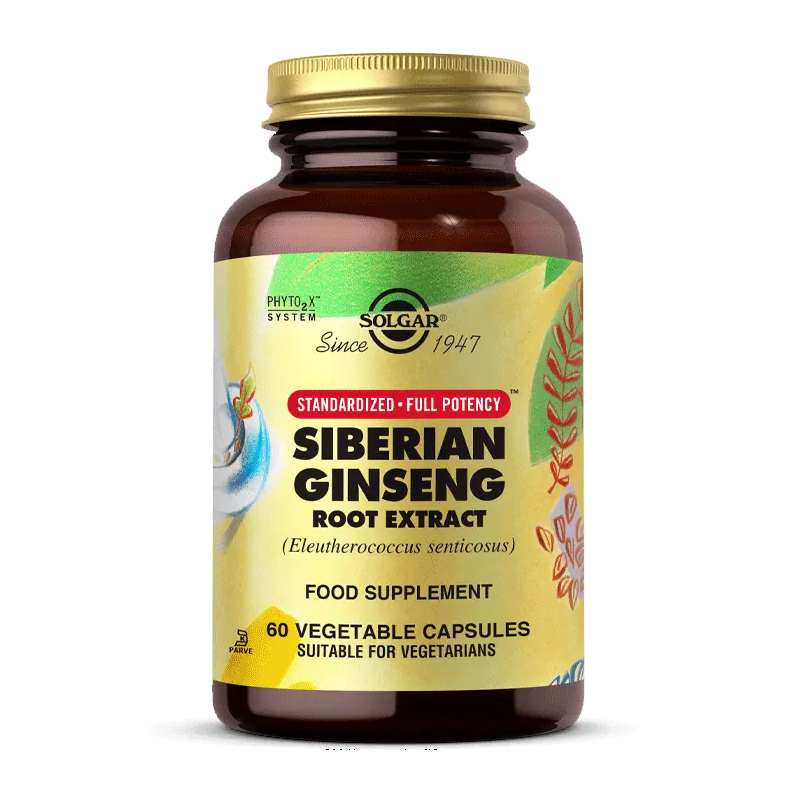 PHYTO2X™
SYSTEM
SOLGAR®
Since 1947
STANDARDIZED • FULL POTENCY™
SIBERIAN
GINSENG
ROOT EXTRACT
(Eleutherococcus senticosus)
FOOD SUPPLEMENT
60 VEGETABLE CAPSULES
SUITABLE FOR VEGETARIANS
K
PARVE